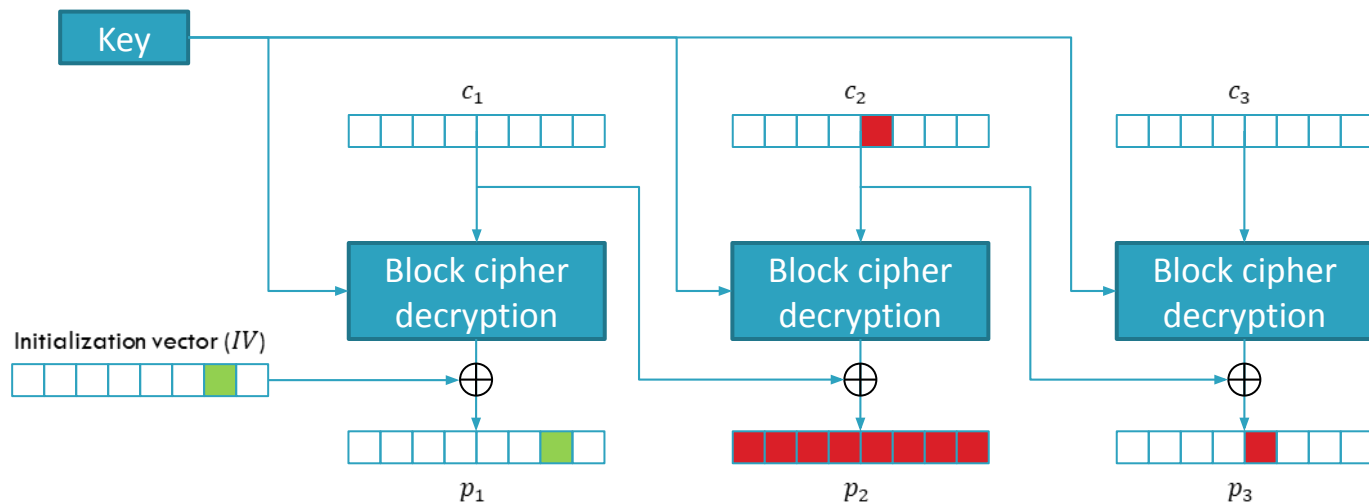 Key
c₁
c₂
c₃
Block cipher
decryption
Block cipher
decryption
Block cipher
decryption
Initialization vector (IV)
p₁
p₂
p₃